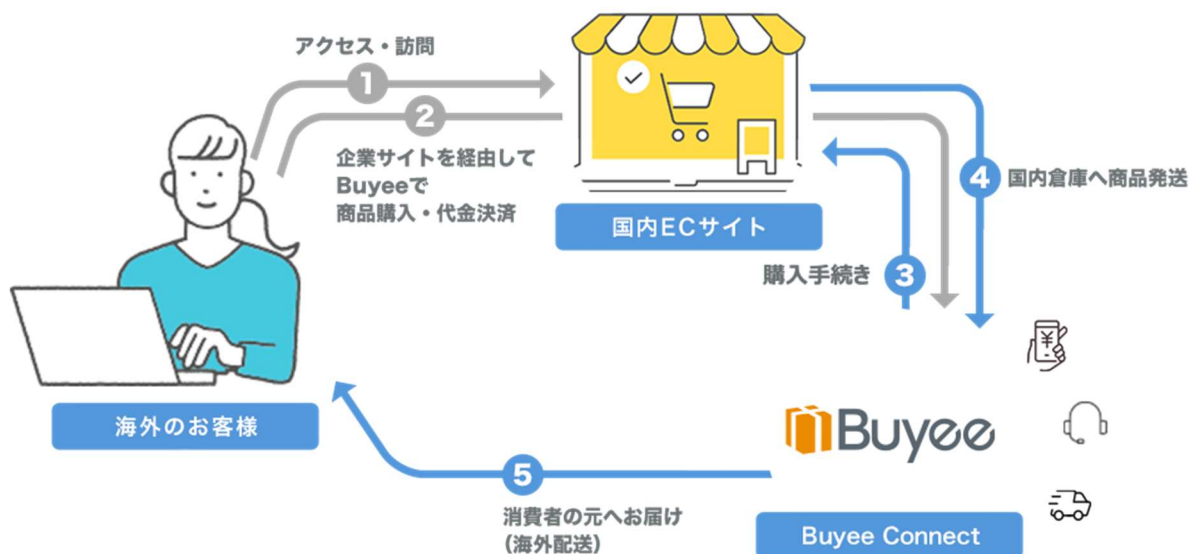 アクセス・訪問
1
2
企業サイトを経由して
Buyeeで
商品購入・代金決済
国内ECサイト
4
国内倉庫へ商品発送
購入手続き
3
¥
海外のお客様
Buyee
5
消費者の元へお届け
(海外配送)
Buyee Connect